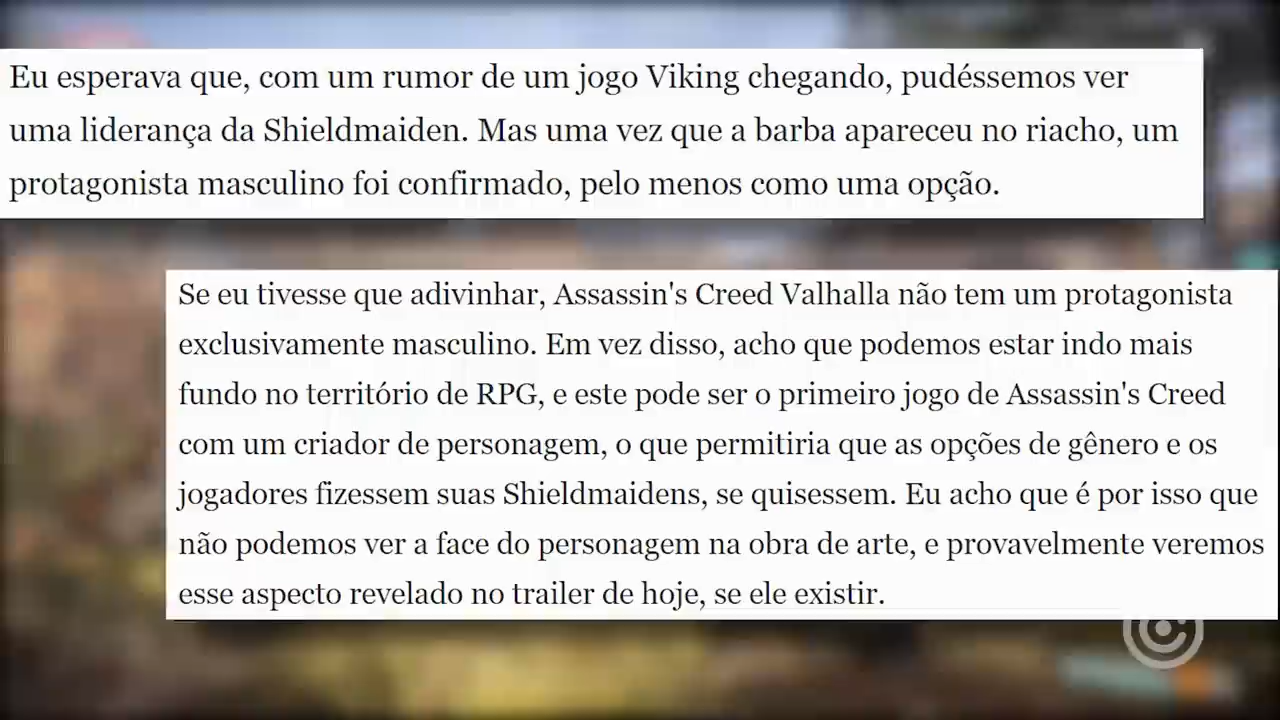 Eu esperava que, com um rumor de um jogo Viking chegando, pudéssemos ver
uma liderança da Shieldmaiden. Mas uma vez que a barba apareceu no riacho, um
protagonista masculino foi confirmado, pelo menos como uma opção.
Se eu tivesse que adivinhar, Assassin's Creed Valhalla não tem um protagonista
exclusivamente masculino. Em vez disso, acho que podemos estar indo mais
fundo no território de RPG, e este pode ser o primeiro jogo de Assassin's Creed
com um criador de personagem, o que permitiria que as opções de gênero e os
jogadores fizessem suas Shieldmaidens, se quisessem. Eu acho que é por isso que
não podemos ver a face do personagem na obra de arte, e provavelmente veremos
esse aspecto revelado no trailer de hoje, se ele existir.